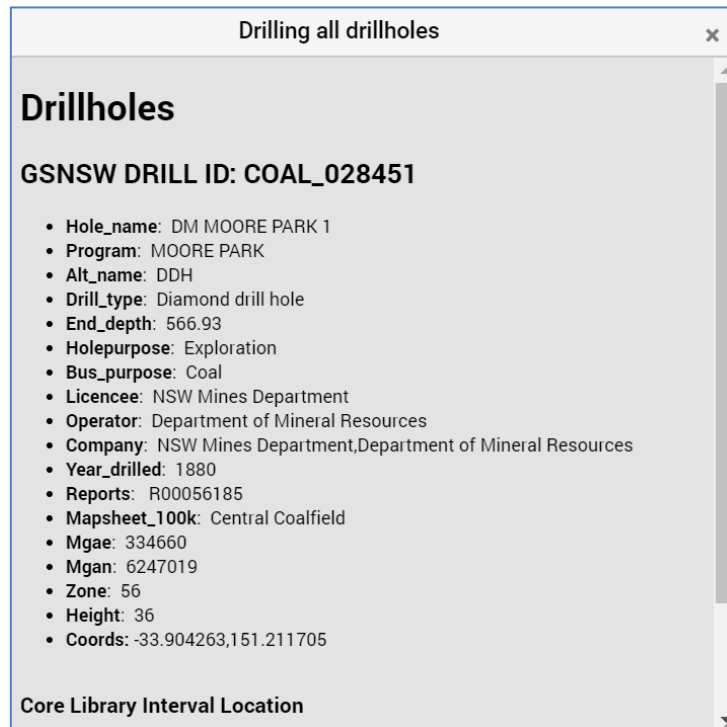 Drilling all drillholes
×
Drillholes
GSNSW DRILL ID: COAL_028451
• Hole_name: DM MOORE PARK 1
• Program: MOORE PARK
• Alt_name: DDH
• Drill_type: Diamond drill hole
• End_depth: 566.93
• Holepurpose: Exploration
• Bus_purpose: Coal
• Licencee: NSW Mines Department
• Operator: Department of Mineral Resources
• Company: NSW Mines Department,Department of Mineral Resources
• Year_drilled: 1880
• Reports: R00056185
• Mapsheet_100k: Central Coalfield
• Mgae: 334660
• Mgan: 6247019
• Zone: 56
• Height: 36
• Coords: -33.904263,151.211705
Core Library Interval Location